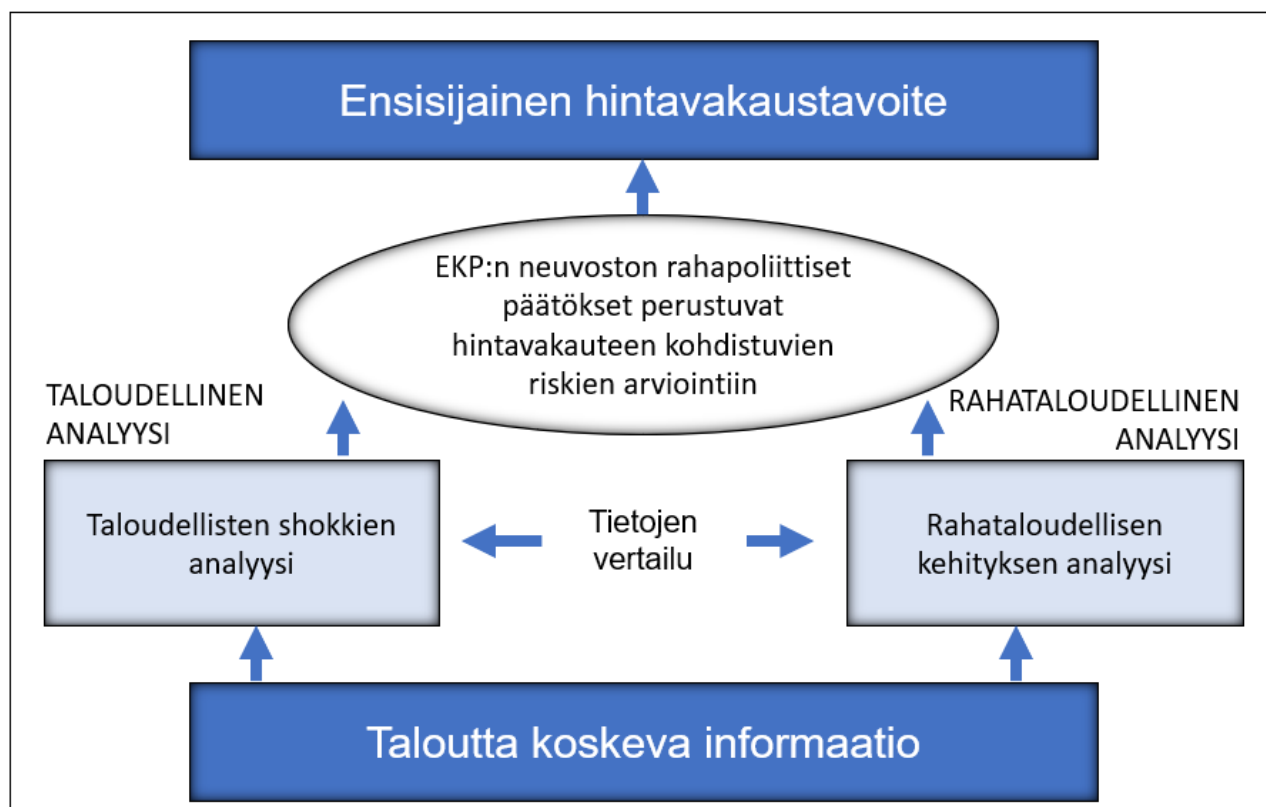 Ensisijainen hintavakaustavoite
EKP:n neuvoston rahapoliittiset
päätökset perustuvat
hintavakauteen kohdistuvien
riskien arviointiin
TALOUDELLINEN
ANALYYSI
RAHATALOUDELLINEN
ANALYYSI
Taloudellisten shokkien
analyysi
Tietojen
vertailu
Rahataloudellisen
kehityksen analyysi
Taloutta koskeva informaatio